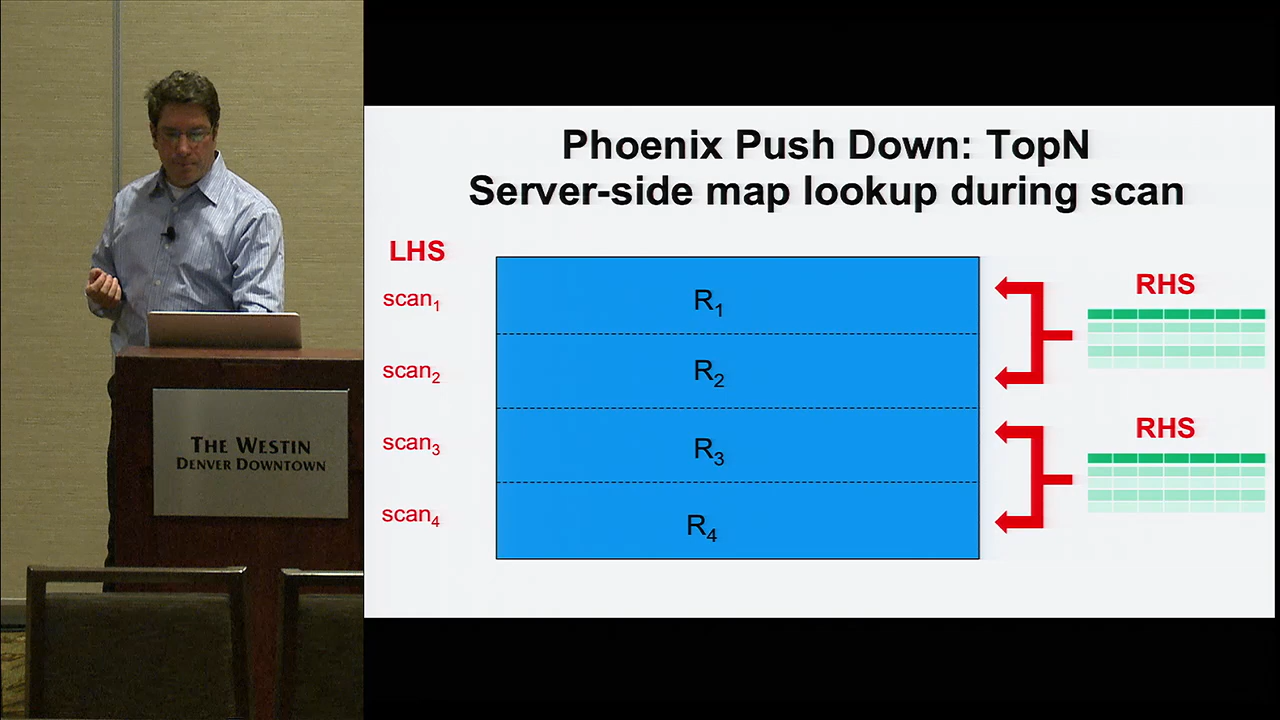 Phoenix Push Down: TopN
Server-side map lookup during scan
LHS
scan1
scan2
scan3
scan4
R1
R2
R3
R4
RHS
RHS
THE WESTIN
DENVER DOWNTOWN